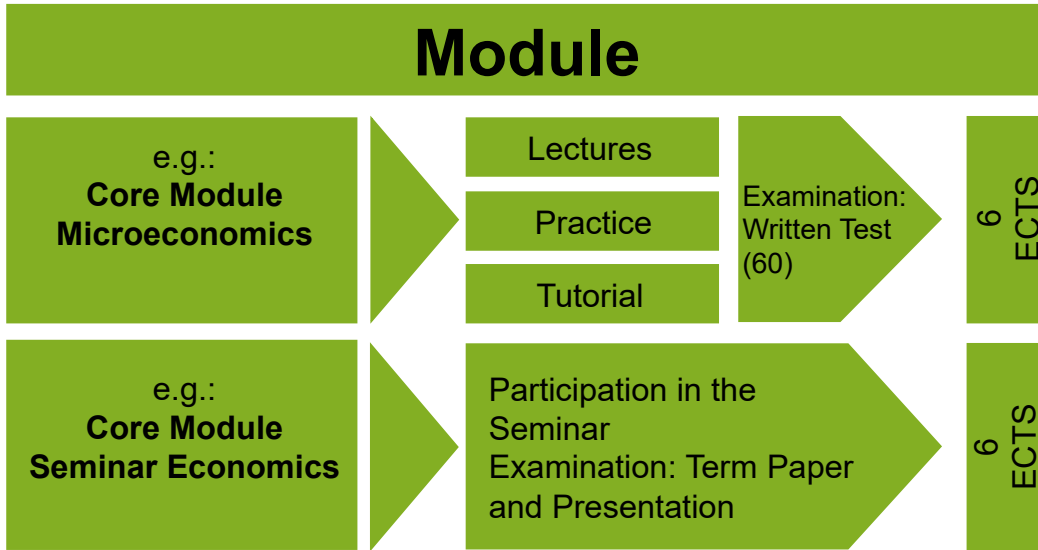 Module
e.g.:
Core Module
Microeconomics
Lectures
Practice
Tutorial
Examination:
Written Test
(60)
6
ECTS
e.g.:
Core Module
Seminar Economics
Participation in the
Seminar
Examination: Term Paper
and Presentation
6
ECTS